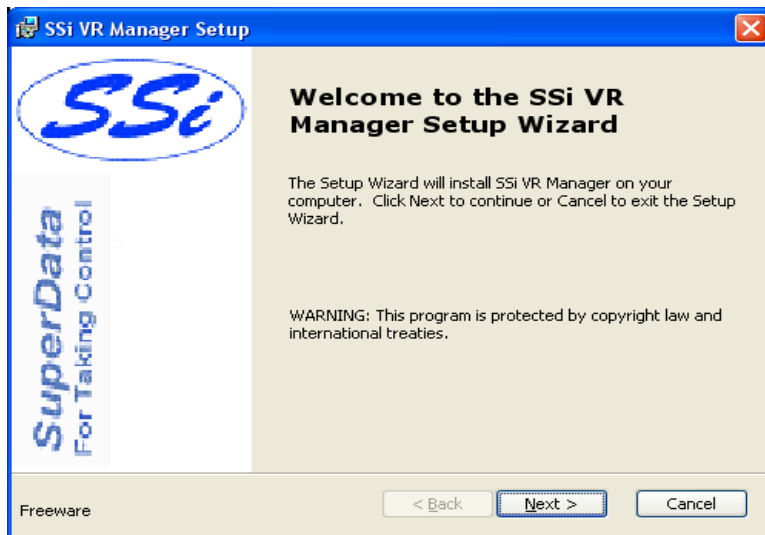 SSi VR Manager Setup
SSi
Welcome to the SSi VR
Manager Setup Wizard
The Setup Wizard will install SSi VR Manager on your
computer. Click Next to continue or Cancel to exit the Setup
Wizard.
WARNING: This program is protected by copyright law and
international treaties.
SuperData
For Taking Control
Freeware
< Back
Next >
Cancel